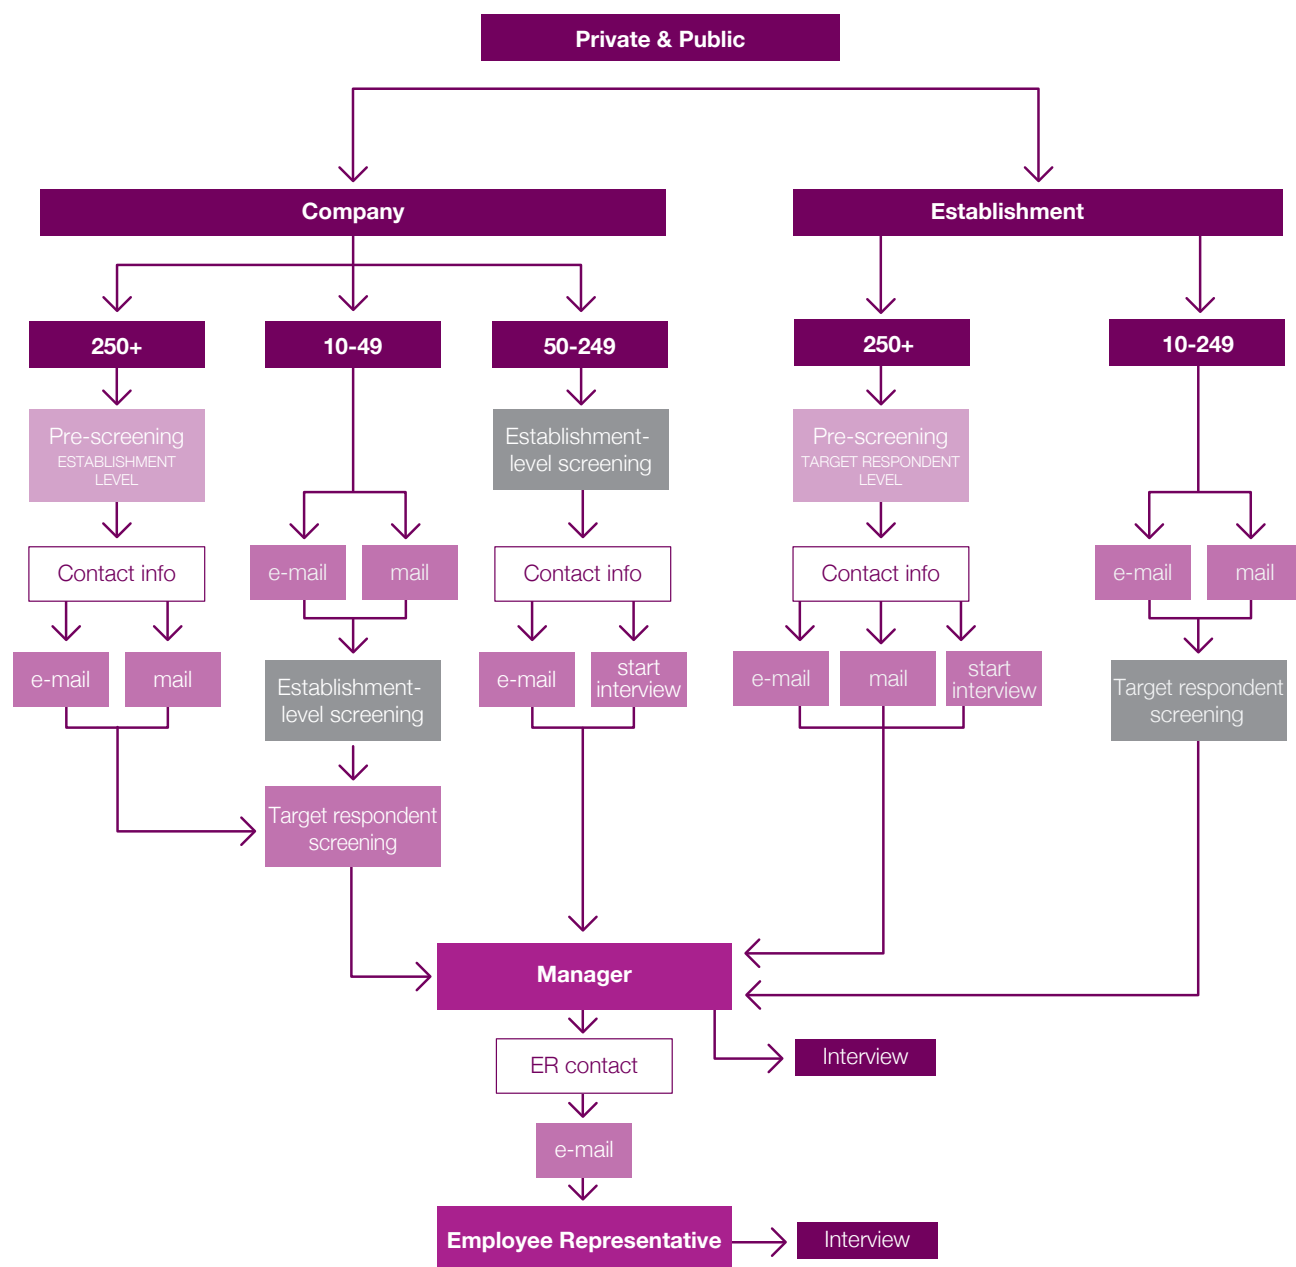 Private & Public
Company
Establishment
250+
10-49
50-249
250+
10-249
Pre-screening
ESTABLISHMENT
LEVEL
Establishment-
level screening
Pre-screening
TARGET RESPONDENT
LEVEL
Contact info
e-mail
mail
Contact info
Contact info
e-mail
mail
e-mail
mail
Establishment-
level screening
e-mail
start
interview
e-mail
mail
start
interview
Target respondent
screening
Target respondent
screening
Manager
ER contact
Interview
e-mail
Employee Representative
Interview